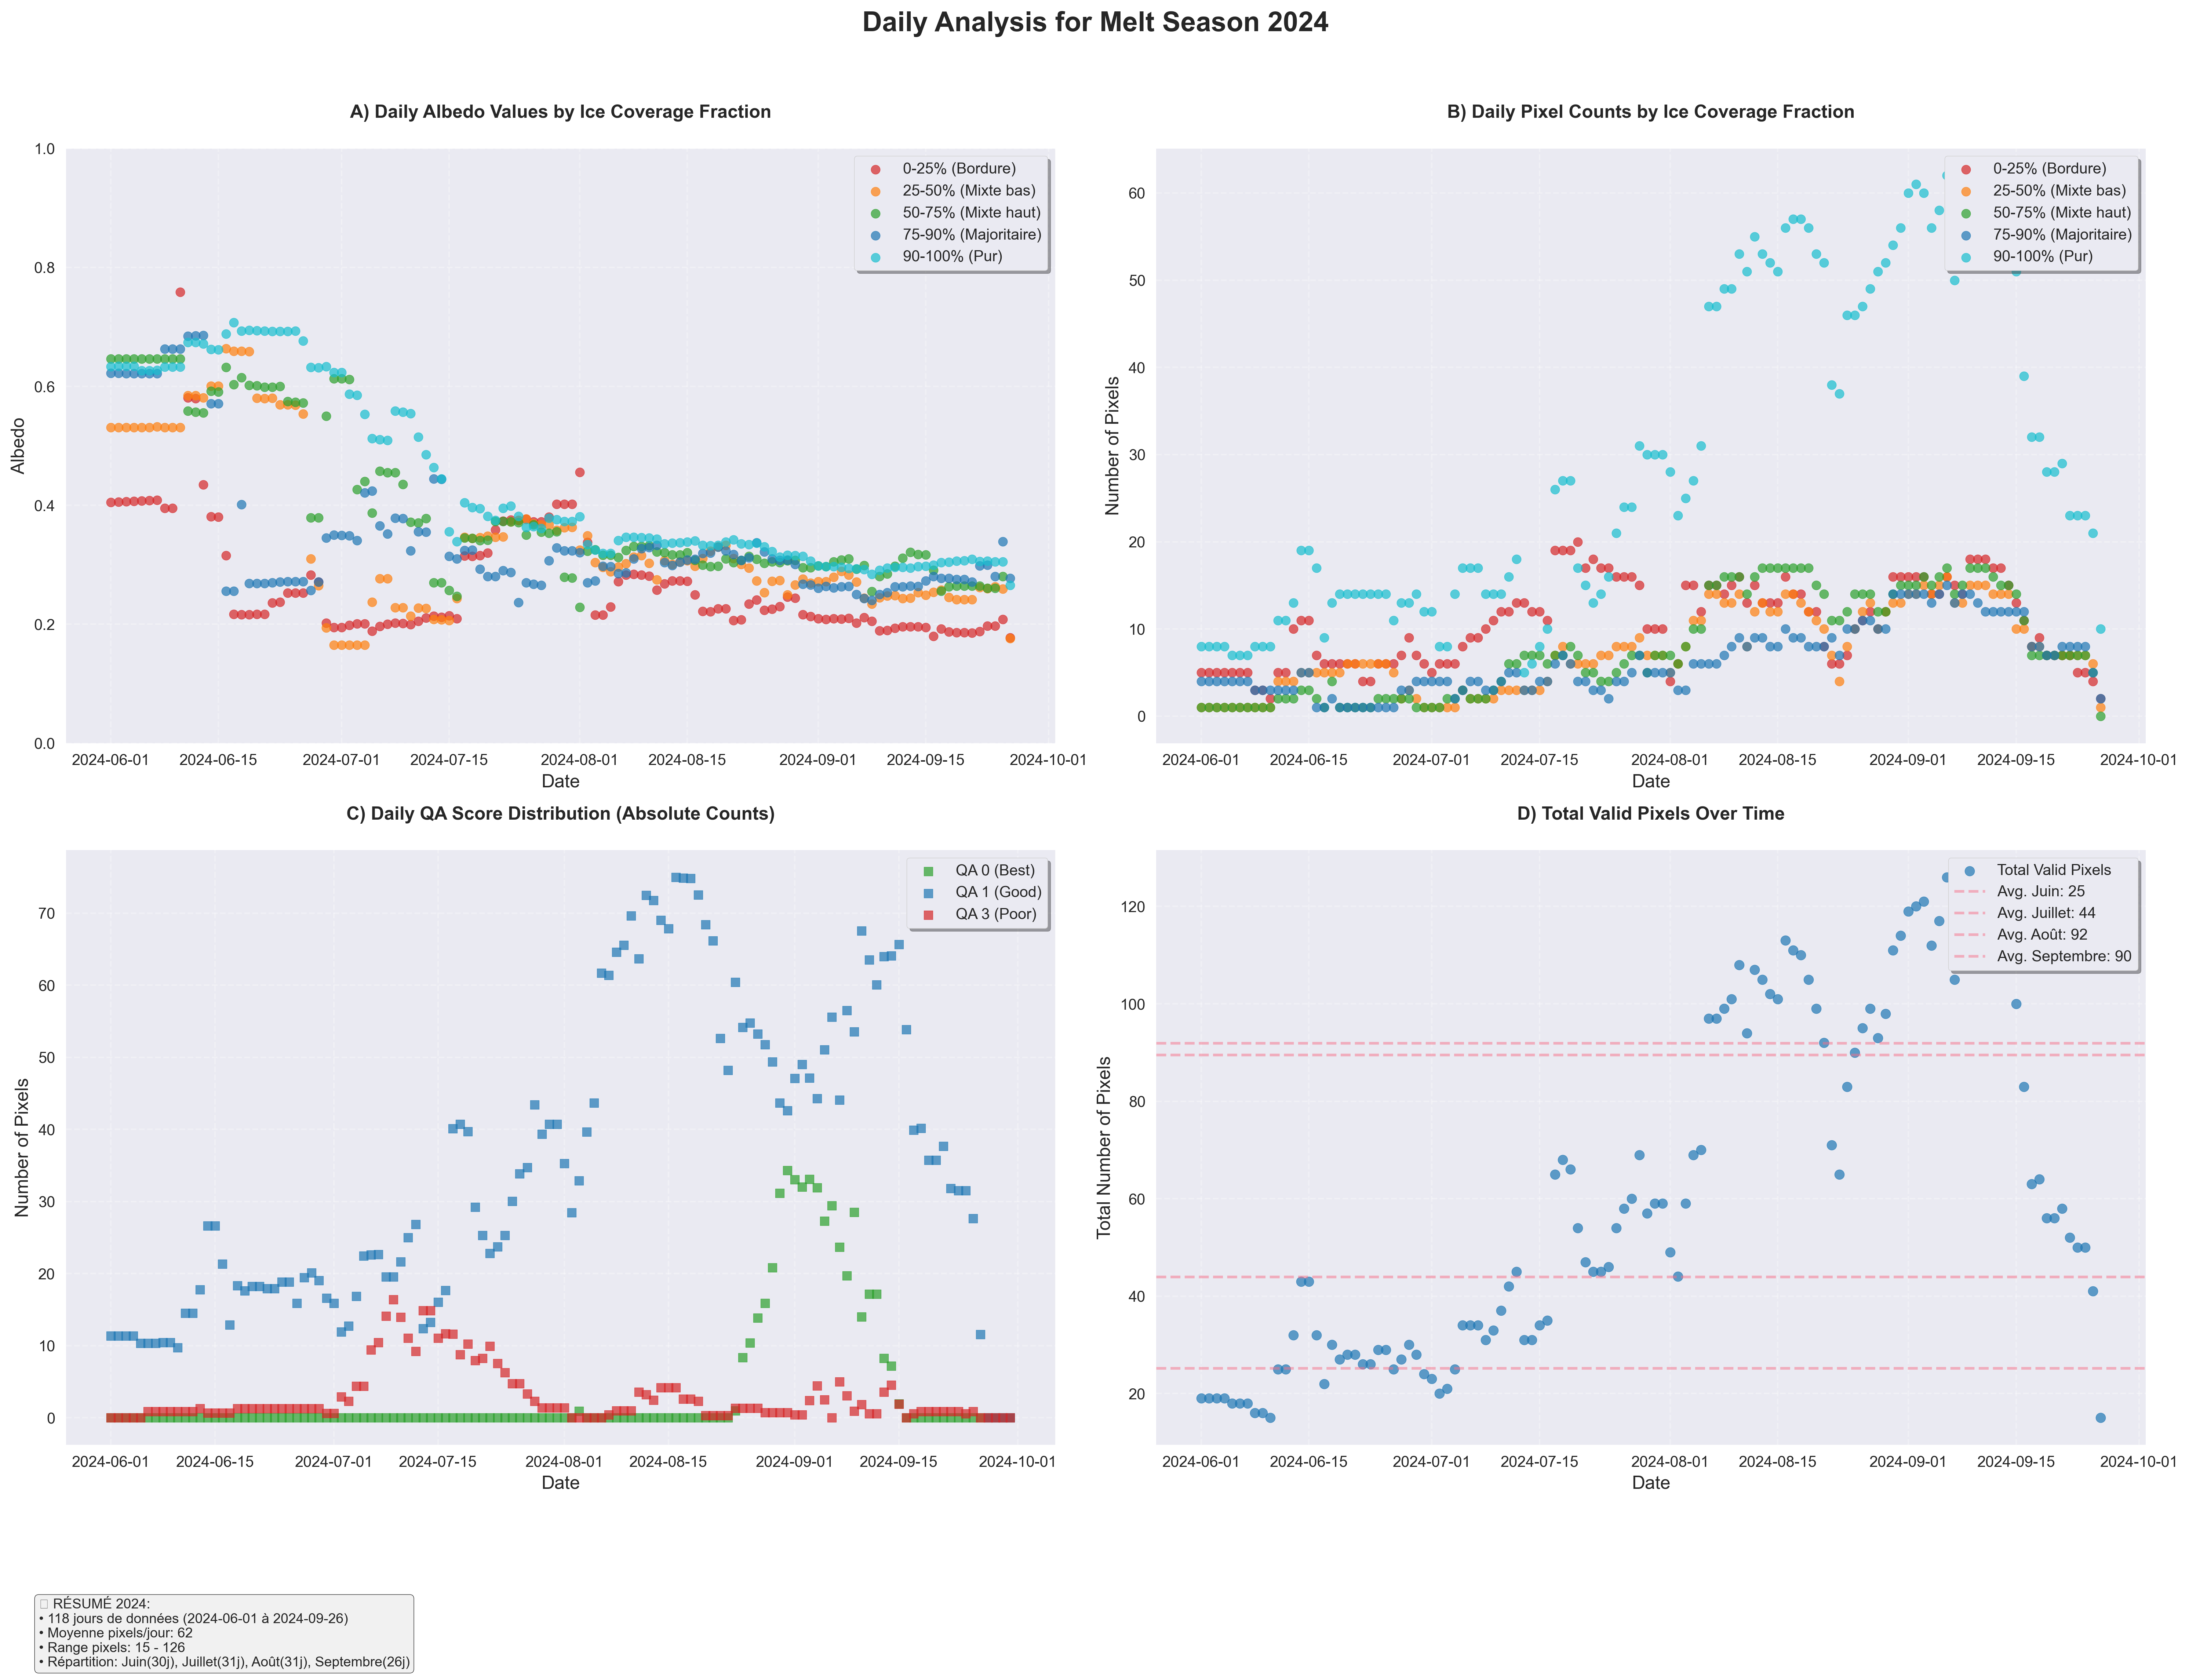 Daily Analysis for Melt Season 2024
A) Daily Albedo Values by Ice Coverage Fraction
1.0
0.8
0.6
0.4
0.2
0.0
Albedo
0-25% (Bordure)
25-50% (Mixte bas)
50-75% (Mixte haut)
75-90% (Majoritaire)
90-100% (Pur)
2024-06-01 2024-06-15 2024-07-01 2024-07-15 2024-08-01 2024-08-15 2024-09-01 2024-09-15 2024-10-01
Date
B) Daily Pixel Counts by Ice Coverage Fraction
60
50
40
30
20
10
0
Number of Pixels
0-25% (Bordure)
25-50% (Mixte bas)
50-75% (Mixte haut)
75-90% (Majoritaire)
90-100% (Pur)
2024-06-01 2024-06-15 2024-07-01 2024-07-15 2024-08-01 2024-08-15 2024-09-01 2024-09-15 2024-10-01
Date
C) Daily QA Score Distribution (Absolute Counts)
70
60
50
40
30
20
10
0
Number of Pixels
QA 0 (Best)
QA 1 (Good)
QA 3 (Poor)
2024-06-01 2024-06-15 2024-07-01 2024-07-15 2024-08-01 2024-08-15 2024-09-01 2024-09-15 2024-10-01
Date
D) Total Valid Pixels Over Time
120
100
80
60
40
20
Total Number of Pixels
Total Valid Pixels
Avg. Juin: 25
Avg. Juillet: 44
Avg. Août: 92
Avg. Septembre: 90
2024-06-01 2024-06-15 2024-07-01 2024-07-15 2024-08-01 2024-08-15 2024-09-01 2024-09-15 2024-10-01
Date
RÉSUMÉ 2024:
• 118 jours de données (2024-06-01 à 2024-09-26)
• Moyenne pixels/jour: 62
• Range pixels: 15 - 126
• Répartition: Juin(30j), Juillet(31j), Août(31j), Septembre(26j)